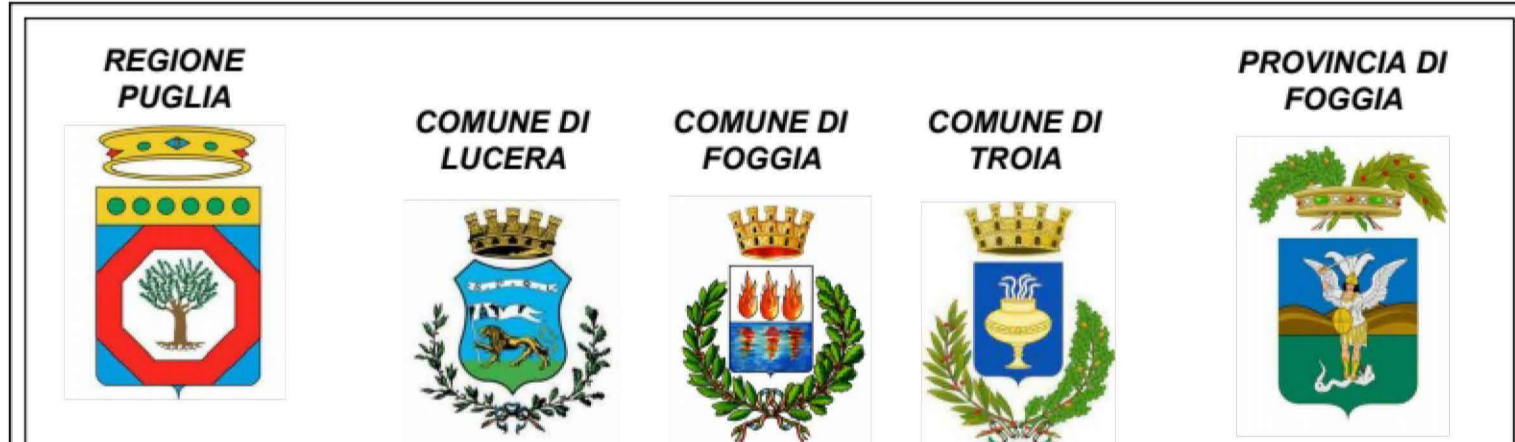 REGIONE
PUGLIA
COMUNE DI
LUCERA
COMUNE DI
FOGGIA
COMUNE DI
TROIA
PROVINCIA DI
FOGGIA